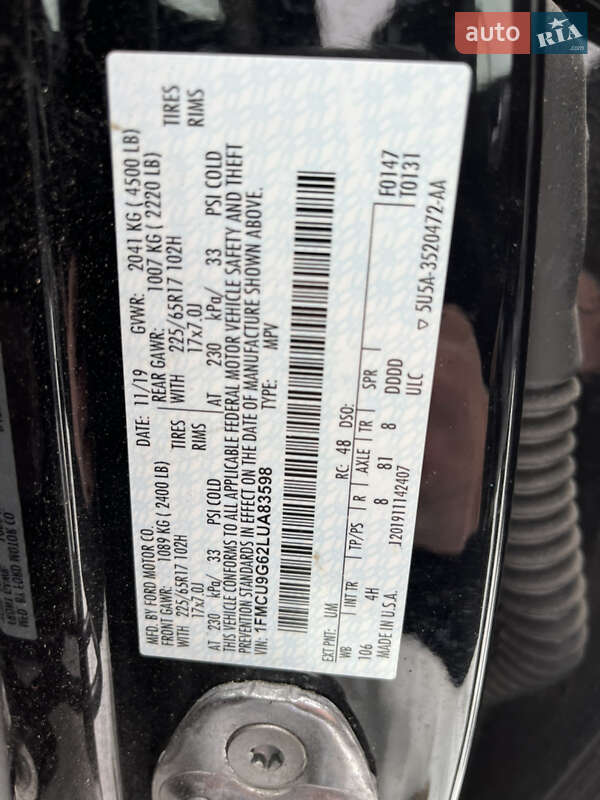 auto RIA .com
MFD. BY FORD MOTOR CO. DATE: 11/19 GVWR: 2041 KG ( 4500 LB)
FRONT GAWR: 1089 KG ( 2400 LB) REAR GAWR: 1007 KG ( 2220 LB)
WITH 225/65R17 102H TIRES WITH 225/65R17 102H TIRES
17x7.0J RIMS 17x7.0J RIMS
AT 230 kPa/ 33 PSI COLD AT 230 kPa/ 33 PSI COLD
THIS VEHICLE CONFORMS TO ALL APPLICABLE FEDERAL MOTOR VEHICLE SAFETY AND THEFT
PREVENTION STANDARDS IN EFFECT ON THE DATE OF MANUFACTURE SHOWN ABOVE.
VIN: 1FMCU9G62LUA83598 TYPE: MPV
EXT PNT: UM RC: 48 DSO: F0147
WB INT TR TP/PS R AXLE TR SPR T0131
106 4H 8 81 8 DDDD
MADE IN U.S.A. J201911142407 ULC 5U5A-3520472-AA